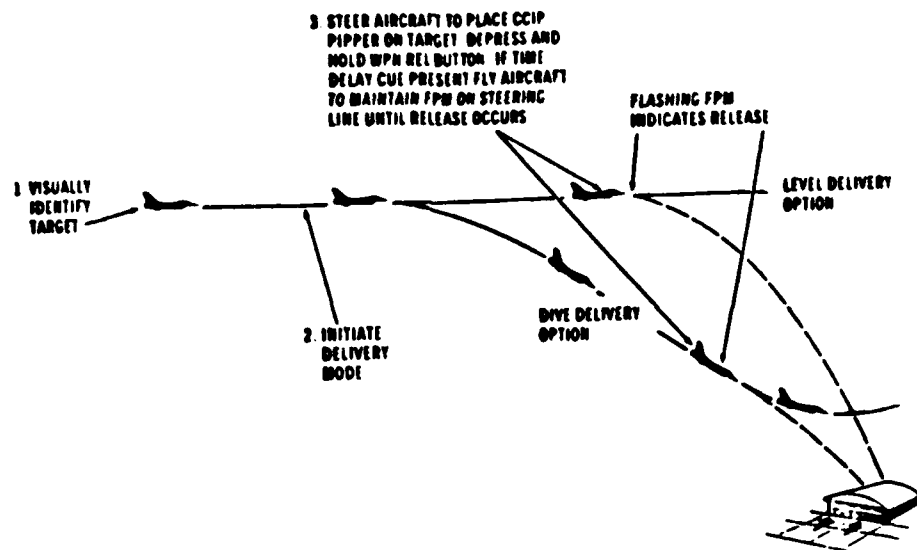 3. STEER AIRCRAFT TO PLACE CCIP
PIPPER ON TARGET DEPRESS AND
HOLD WPN REL BUTTON IF TIME
DELAY CUE PRESENT FLY AIRCRAFT
TO MAINTAIN FPM ON STEERING
LINE UNTIL RELEASE OCCURS
FLASHING FPM
INDICATES RELEASE
1 VISUALLY
IDENTIFY
TARGET
LEVEL DELIVERY
OPTION
DIVE DELIVERY
OPTION
2. INITIATE
DELIVERY
MODE